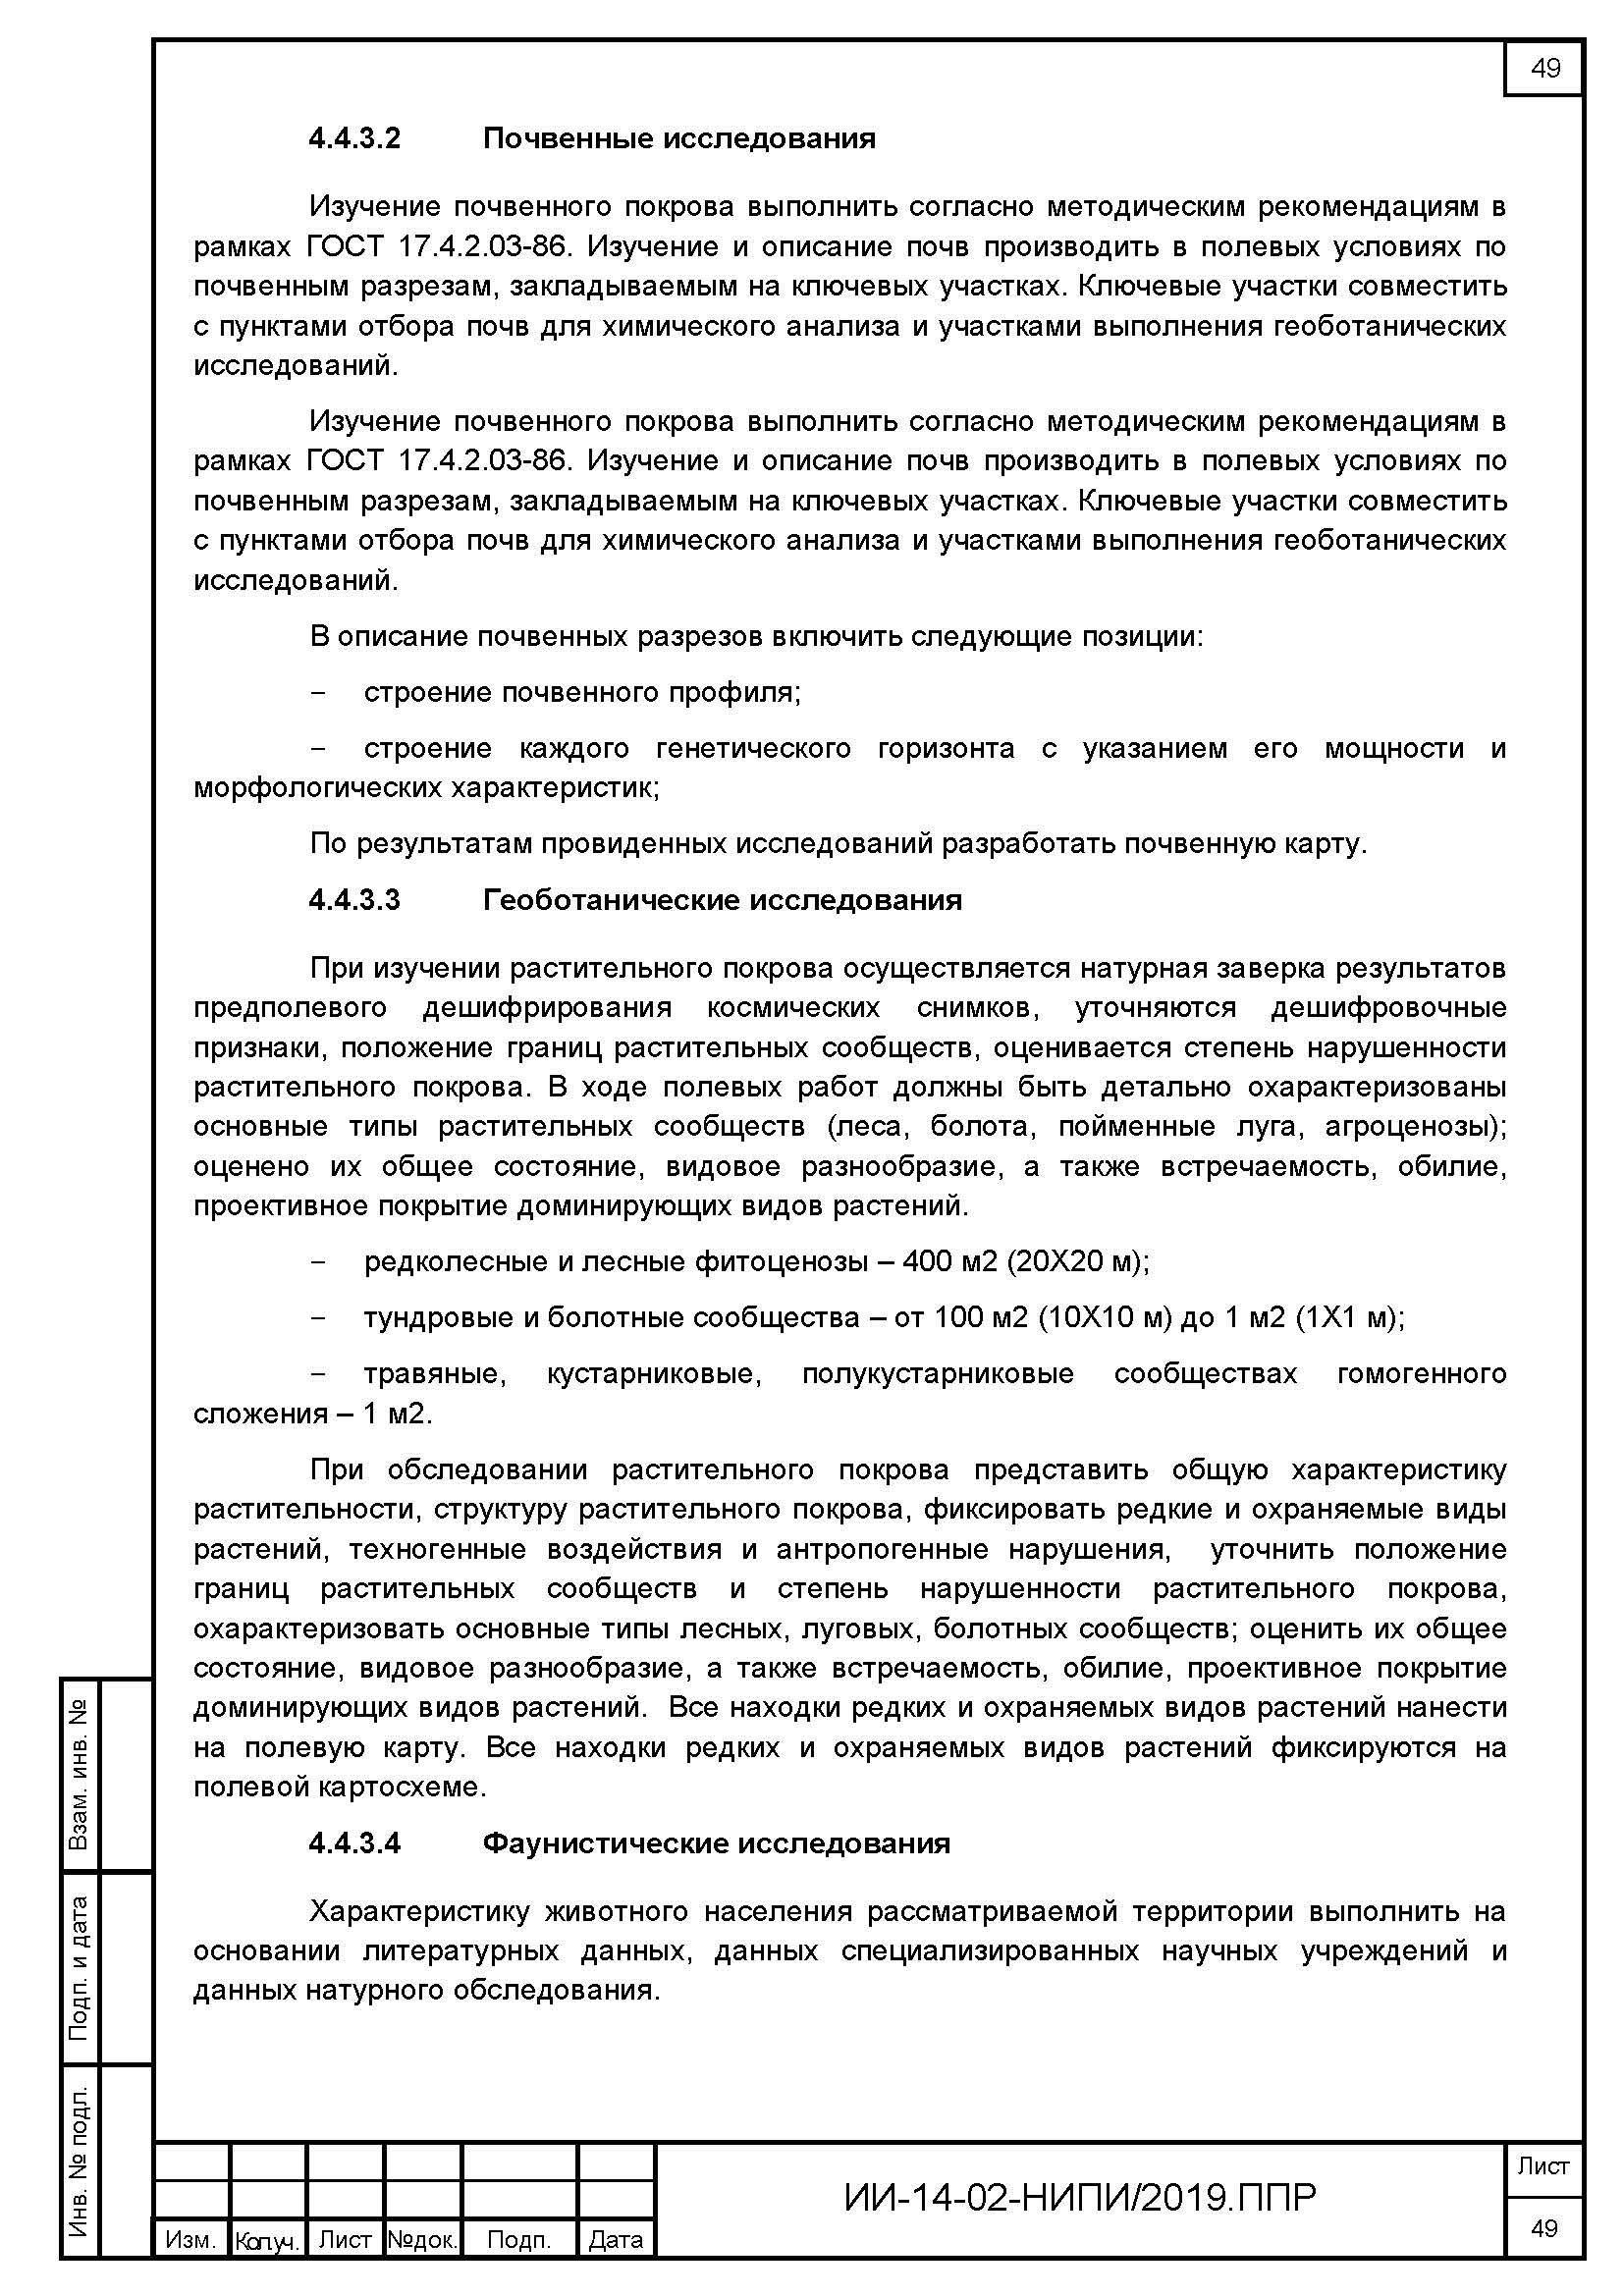 49
4.4.3.2 Почвенные исследования
Изучение почвенного покрова выполнить согласно методическим рекомендациям в
рамках ГОСТ 17.4.2.03-86. Изучение и описание почв производить в полевых условиях по
почвенным разрезам, закладываемым на ключевых участках. Ключевые участки совместить
с пунктами отбора почв для химического анализа и участками выполнения геоботанических
исследований.
Изучение почвенного покрова выполнить согласно методическим рекомендациям в
рамках ГОСТ 17.4.2.03-86. Изучение и описание почв производить в полевых условиях по
почвенным разрезам, закладываемым на ключевых участках. Ключевые участки совместить
с пунктами отбора почв для химического анализа и участками выполнения геоботанических
исследований.
В описание почвенных разрезов включить следующие позиции:
− строение почвенного профиля;
− строение каждого генетического горизонта с указанием его мощности и
морфологических характеристик;
По результатам провиденных исследований разработать почвенную карту.
4.4.3.3 Геоботанические исследования
При изучении растительного покрова осуществляется натурная заверка результатов
предполевого дешифрирования космических снимков, уточняются дешифровочные
признаки, положение границ растительных сообществ, оценивается степень нарушенности
растительного покрова. В ходе полевых работ должны быть детально охарактеризованы
основные типы растительных сообществ (леса, болота, пойменные луга, агроценозы);
оценено их общее состояние, видовое разнообразие, а также встречаемость, обилие,
проективное покрытие доминирующих видов растений.
− редколесные и лесные фитоценозы – 400 м2 (20Х20 м);
− тундровые и болотные сообщества – от 100 м2 (10Х10 м) до 1 м2 (1Х1 м);
− травяные, кустарниковые, полукустарниковые сообществах гомогенного
сложения – 1 м2.
При обследовании растительного покрова представить общую характеристику
растительности, структуру растительного покрова, фиксировать редкие и охраняемые виды
растений, техногенные воздействия и антропогенные нарушения, уточнить положение
границ растительных сообществ и степень нарушенности растительного покрова,
охарактеризовать основные типы лесных, луговых, болотных сообществ; оценить их общее
состояние, видовое разнообразие, а также встречаемость, обилие, проективное покрытие
доминирующих видов растений. Все находки редких и охраняемых видов растений нанести
на полевую карту. Все находки редких и охраняемых видов растений фиксируются на
полевой картосхеме.
4.4.3.4 Фаунистические исследования
Характеристику животного населения рассматриваемой территории выполнить на
основании литературных данных, данных специализированных научных учреждений и
данных натурного обследования.
Взам. инв. №
Подп. и дата
Инв. № подл.
Изм. Кол.уч. Лист №док. Подп. Дата
ИИ-14-02-НИПИ/2019.ППР
Лист
49